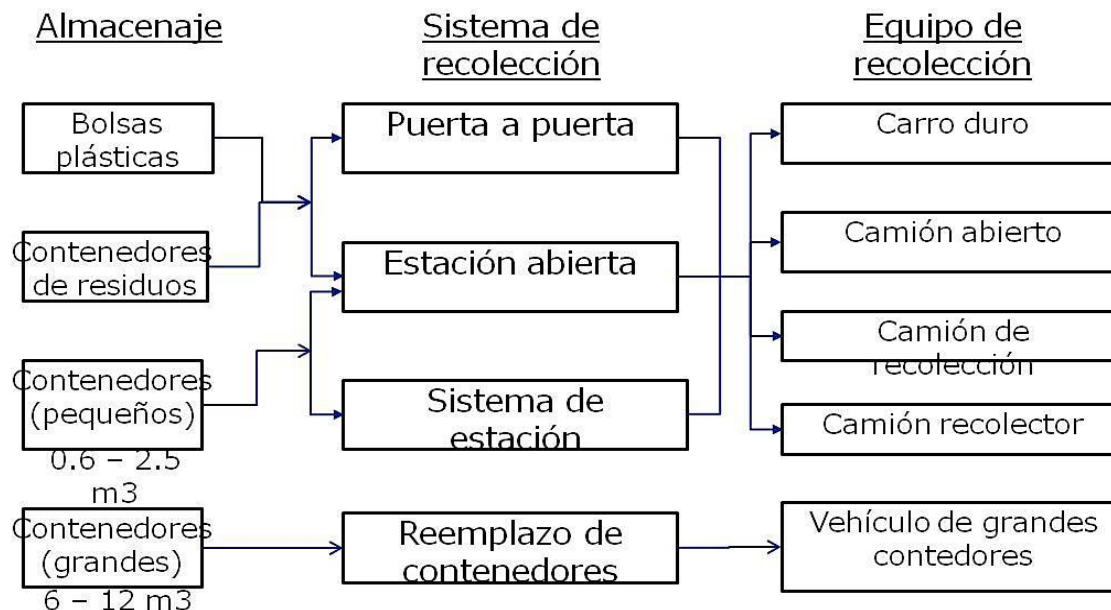 Almacenaje
Sistema de
recolección
Equipo de
recolección
Bolsas
plásticas
Puerta a puerta
Carro duro
Contenedores
de residuos
Estación abierta
Camión abierto
Contenedores
(pequeños)
0.6 – 2.5
m3
Sistema de
estación
Camión de
recolección
Camión recolector
Contenedores
(grandes)
6 – 12 m3
Reemplazo de
contenedores
Vehículo de grandes
contedores